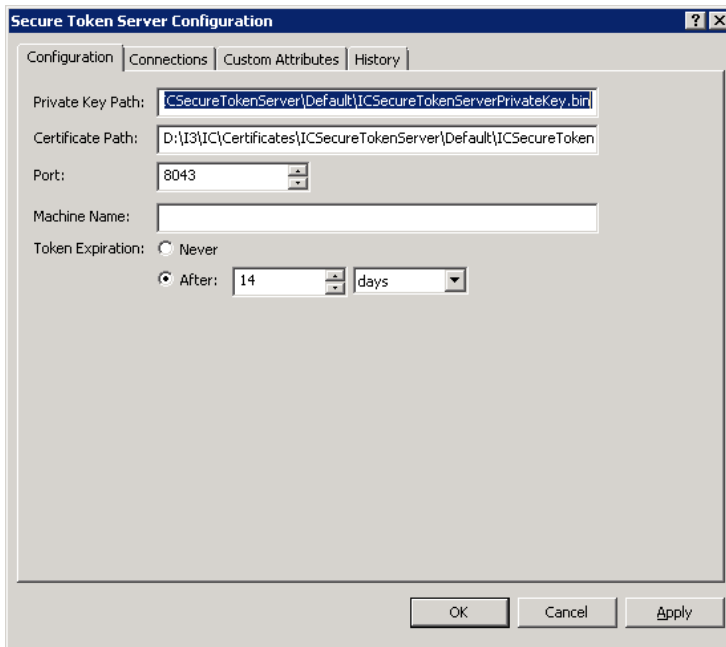 Secure Token Server Configuration
Configuration Connections Custom Attributes History
Private Key Path: ICSecureTokenServer\Default\ICSecureTokenServerPrivateKey.bin
Certificate Path: D:\I3\IC\Certificates\ICSecureTokenServer\Default\ICSecureToken
Port: 8043
Machine Name:
Token Expiration: Never
After: 14 days
OK Cancel Apply